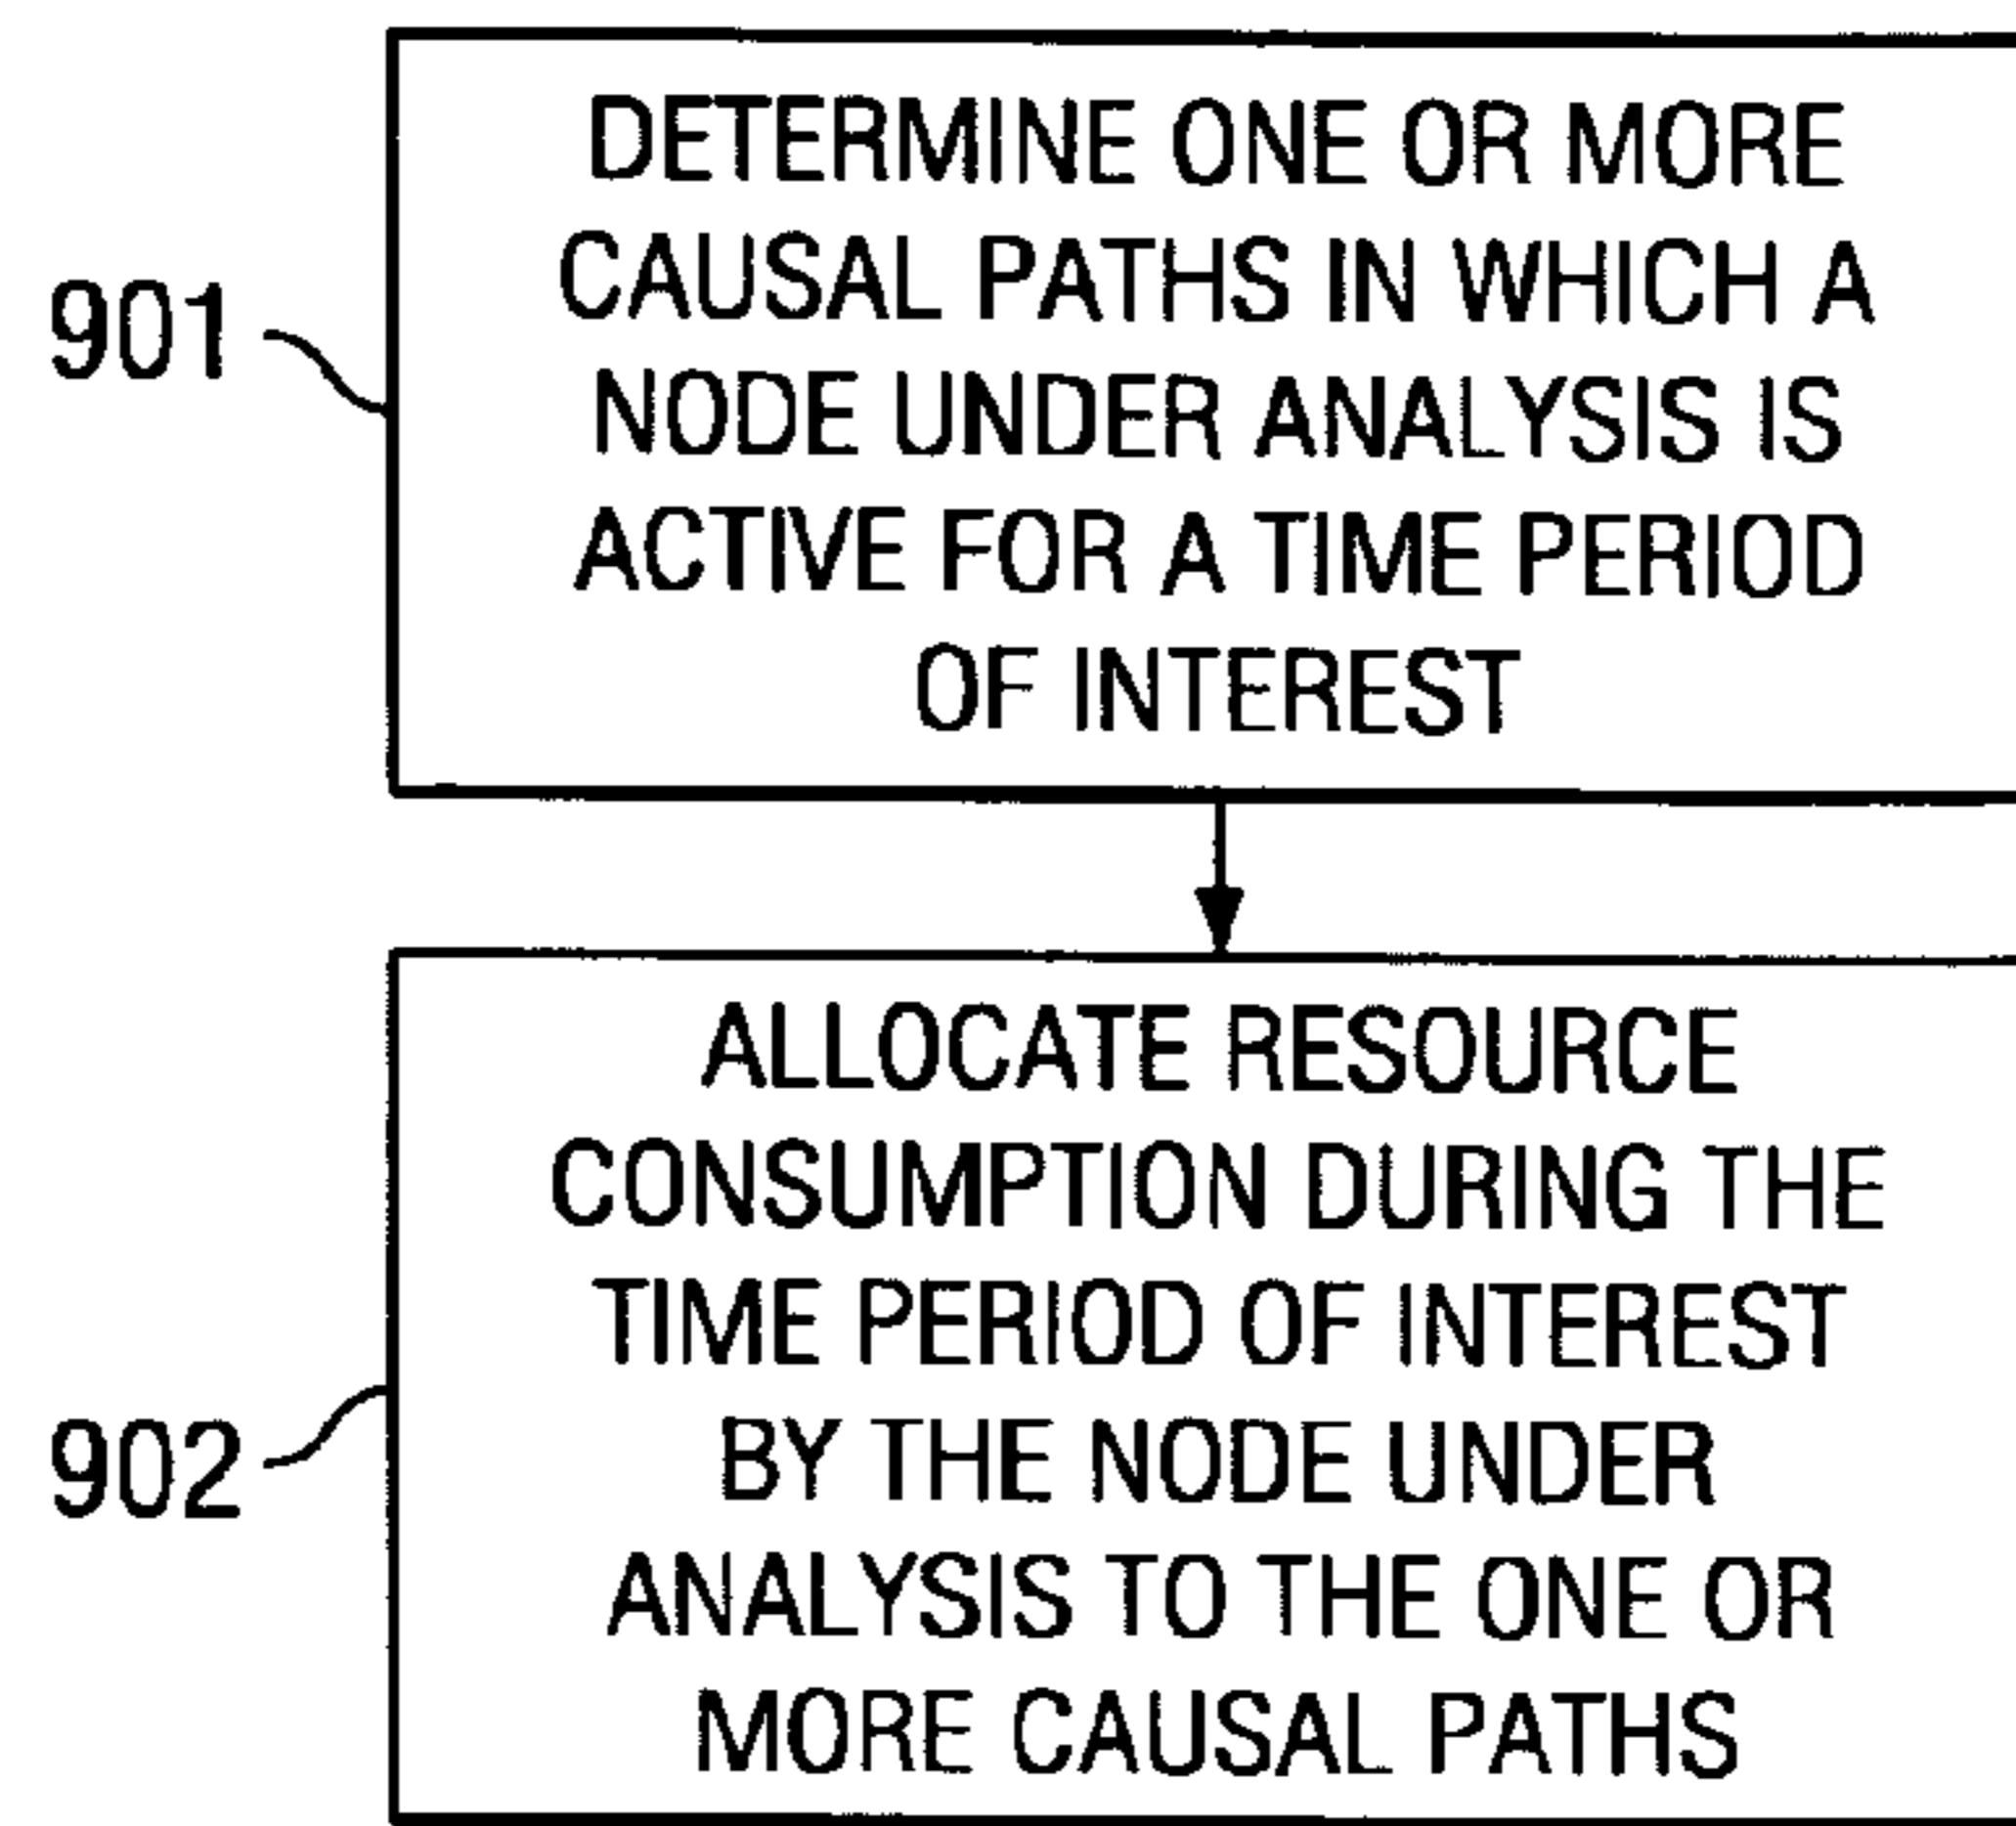 DETERMINE ONE OR MORE
CAUSAL PATHS IN WHICH A
901
NODE UNDER ANALYSIS IS
ACTIVE FOR A TIME PERIOD
OF INTEREST
ALLOCATE RESOURCE
CONSUMPTION DURING THE
TIME PERIOD OF INTEREST
902
BY THE NODE UNDER
ANALYSIS TO THE ONE OR
MORE CAUSAL PATHS